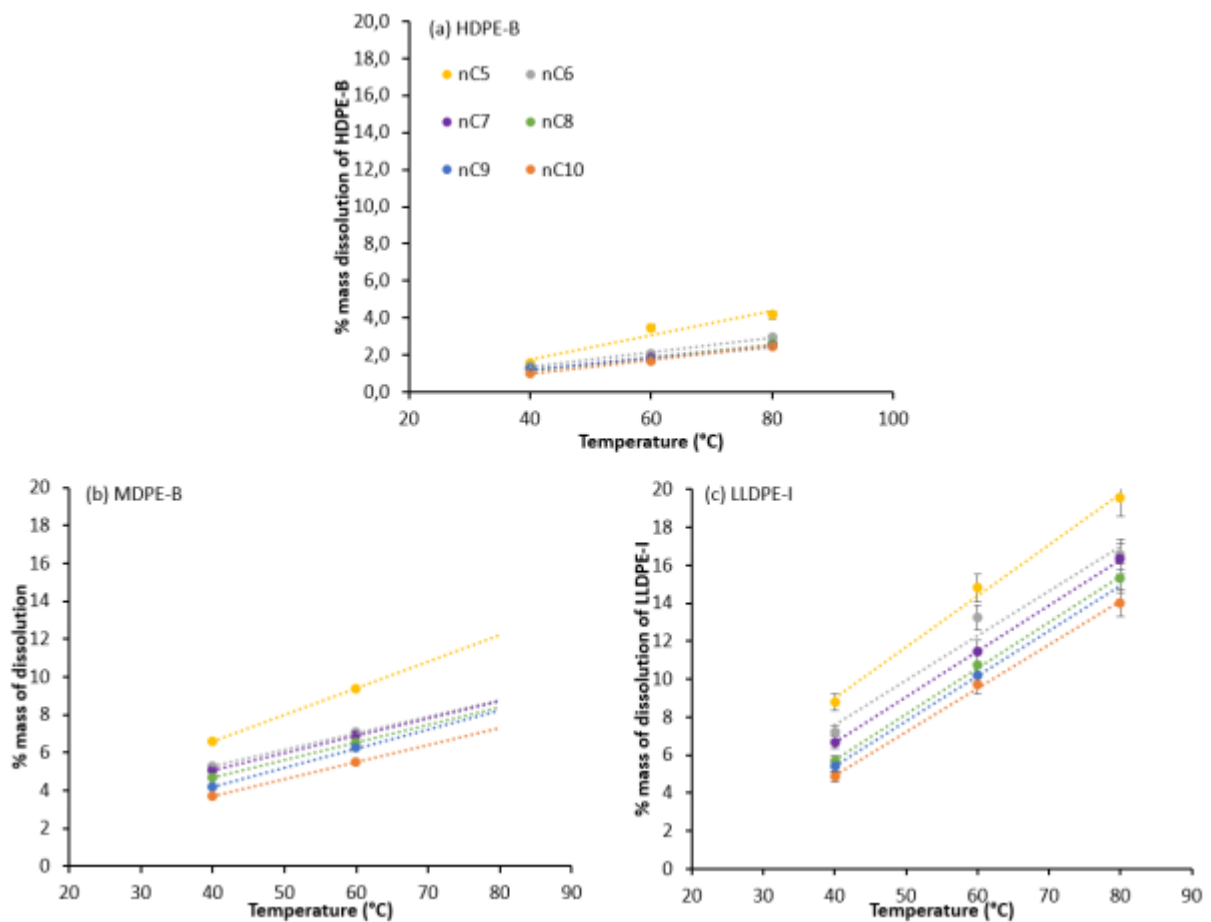 (a) HDPE-B
% mass dissolution of HDPE-B
20,0
18,0
16,0
14,0
12,0
10,0
8,0
6,0
4,0
2,0
0,0
nC5 nC6
nC7 nC8
nC9 nC10
20 40 60 80 100
Temperature (°C)
(b) MDPE-B
% mass of dissolution
20
18
16
14
12
10
8
6
4
2
0
20 30 40 50 60 70 80 90
Temperature (°C)
(c) LLDPE-I
% mass of dissolution of LLDPE-I
20
18
16
14
12
10
8
6
4
2
0
20 30 40 50 60 70 80 90
Temperature (°C)